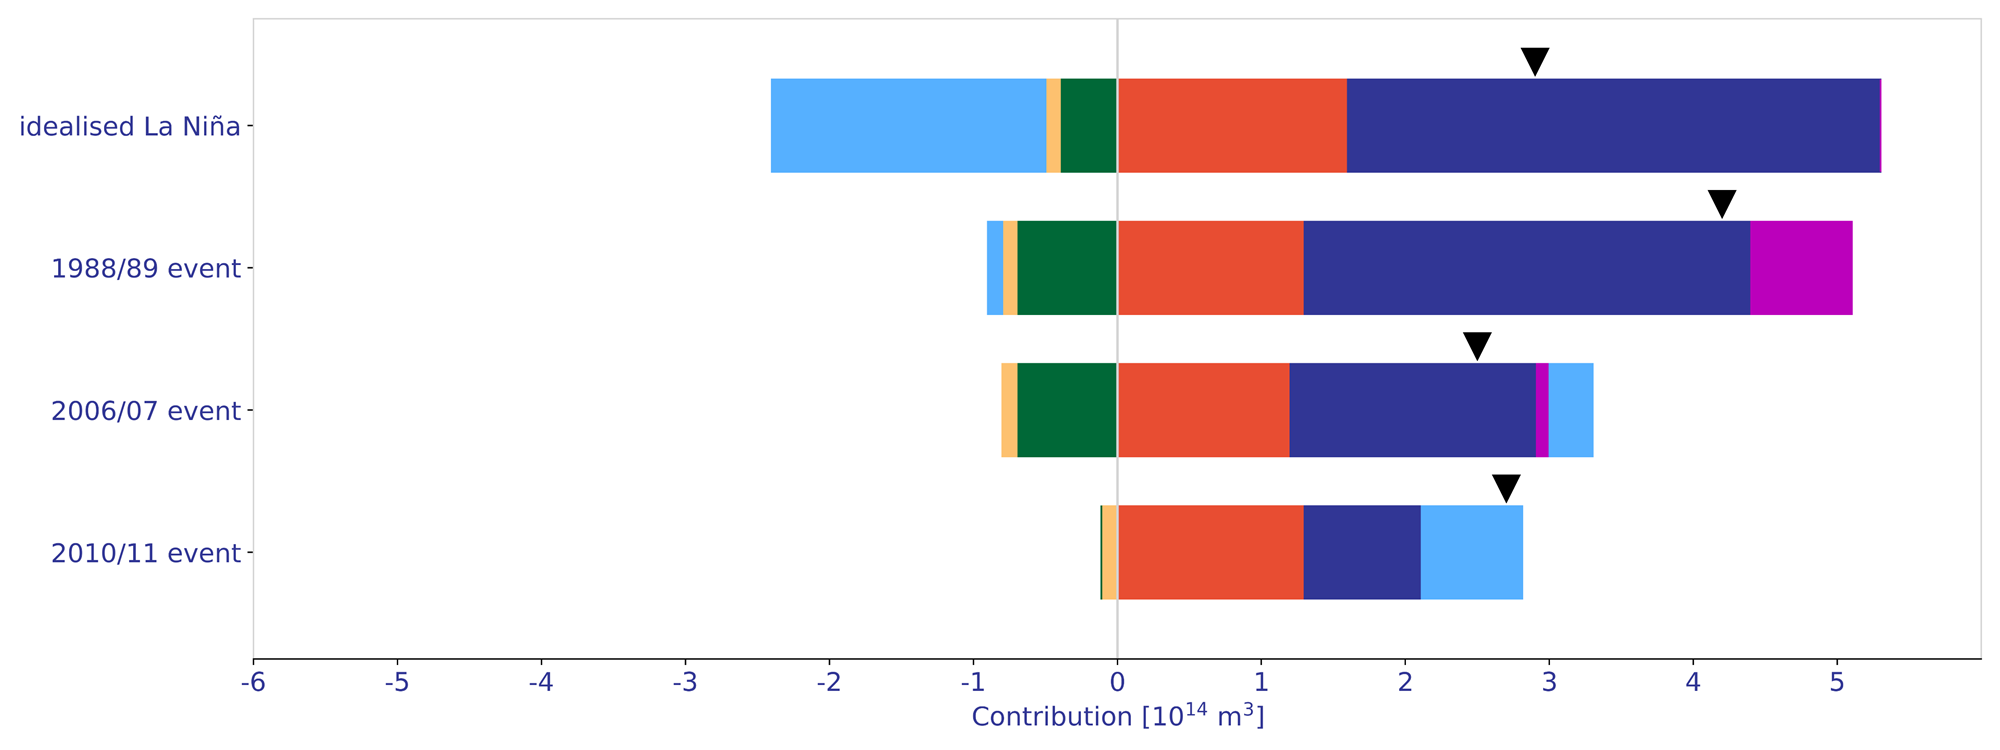 idealised La Niña
1988/89 event
2006/07 event
2010/11 event
-6 -5 -4 -3 -2 -1 0 1 2 3 4 5
Contribution [10¹⁴ m³]